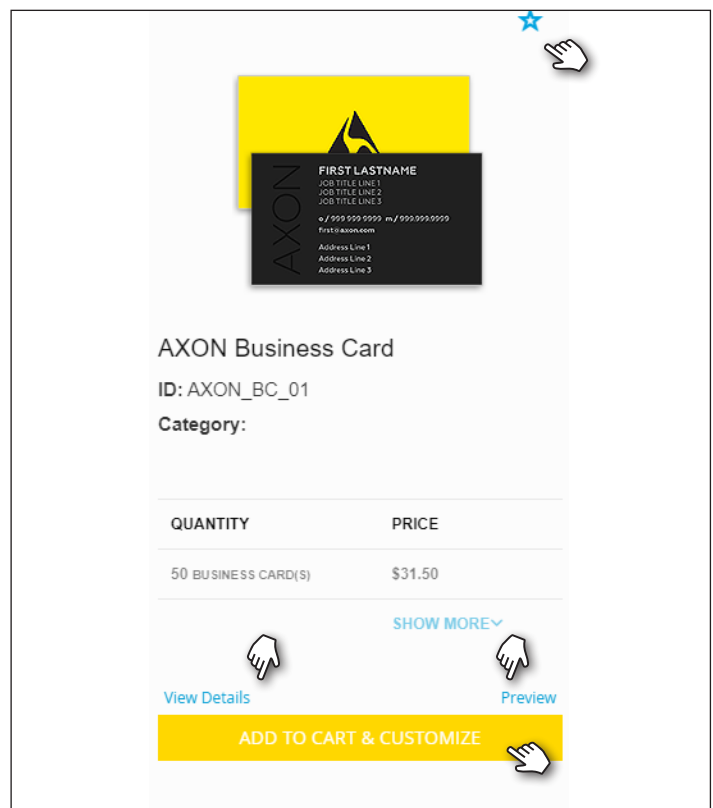 AXON
FIRST LASTNAME
JOB TITLE LINE 1
JOB TITLE LINE 2
JOB TITLE LINE 3
o / 999 999 9999 m / 999.999.9999
first@axon.com
Address Line 1
Address Line 2
Address Line 3
AXON Business Card
ID: AXON_BC_01
Category:
QUANTITY PRICE
50 BUSINESS CARD(S) $31.50
SHOW MORE
View Details Preview
ADD TO CART & CUSTOMIZE